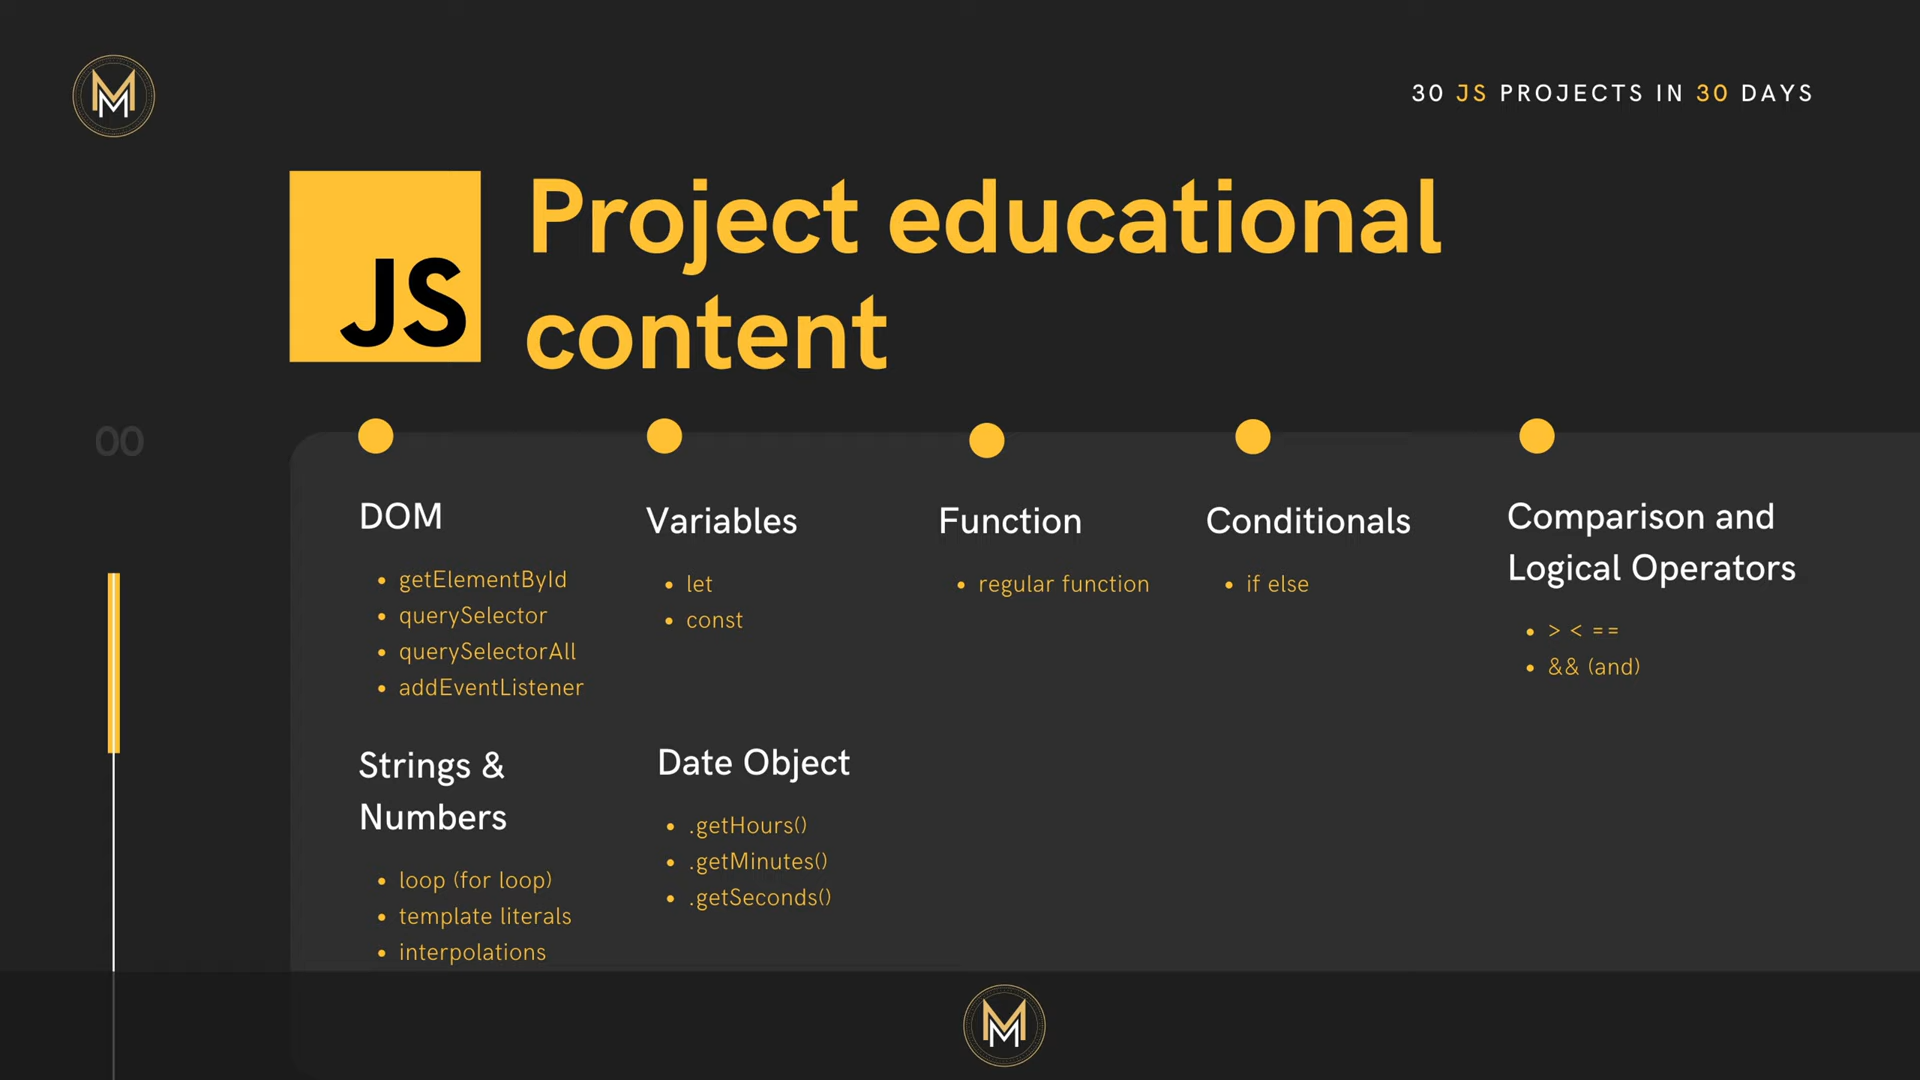 30 JS PROJECTS IN 30 DAYS
JS
Project educational
content
00
DOM
getElementById
querySelector
querySelectorAll
addEventListener
Variables
let
const
Function
regular function
Conditionals
if else
Comparison and
Logical Operators
> < ==
&& (and)
Strings &
Numbers
loop (for loop)
template literals
interpolations
Date Object
.getHours()
.getMinutes()
.getSeconds()